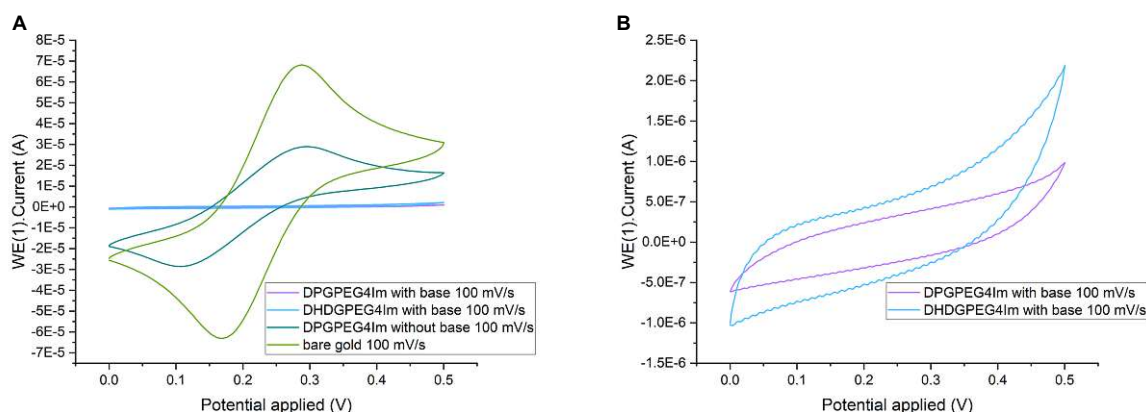 A
WE(1).Current (A)
8E-5
7E-5
6E-5
5E-5
4E-5
3E-5
2E-5
1E-5
0E+0
-1E-5
-2E-5
-3E-5
-4E-5
-5E-5
-6E-5
-7E-5
DPGPEG4Im with base 100 mV/s
DHDGPEG4Im with base 100 mV/s
DPGPEG4Im without base 100 mV/s
bare gold 100 mV/s
0.0 0.1 0.2 0.3 0.4 0.5
Potential applied (V)
B
WE(1).Current (A)
2.5E-6
2.0E-6
1.5E-6
1.0E-6
5.0E-7
0.0E+0
-5.0E-7
-1.0E-6
-1.5E-6
DPGPEG4Im with base 100 mV/s
DHDGPEG4Im with base 100 mV/s
0.0 0.1 0.2 0.3 0.4 0.5
Potential applied (V)